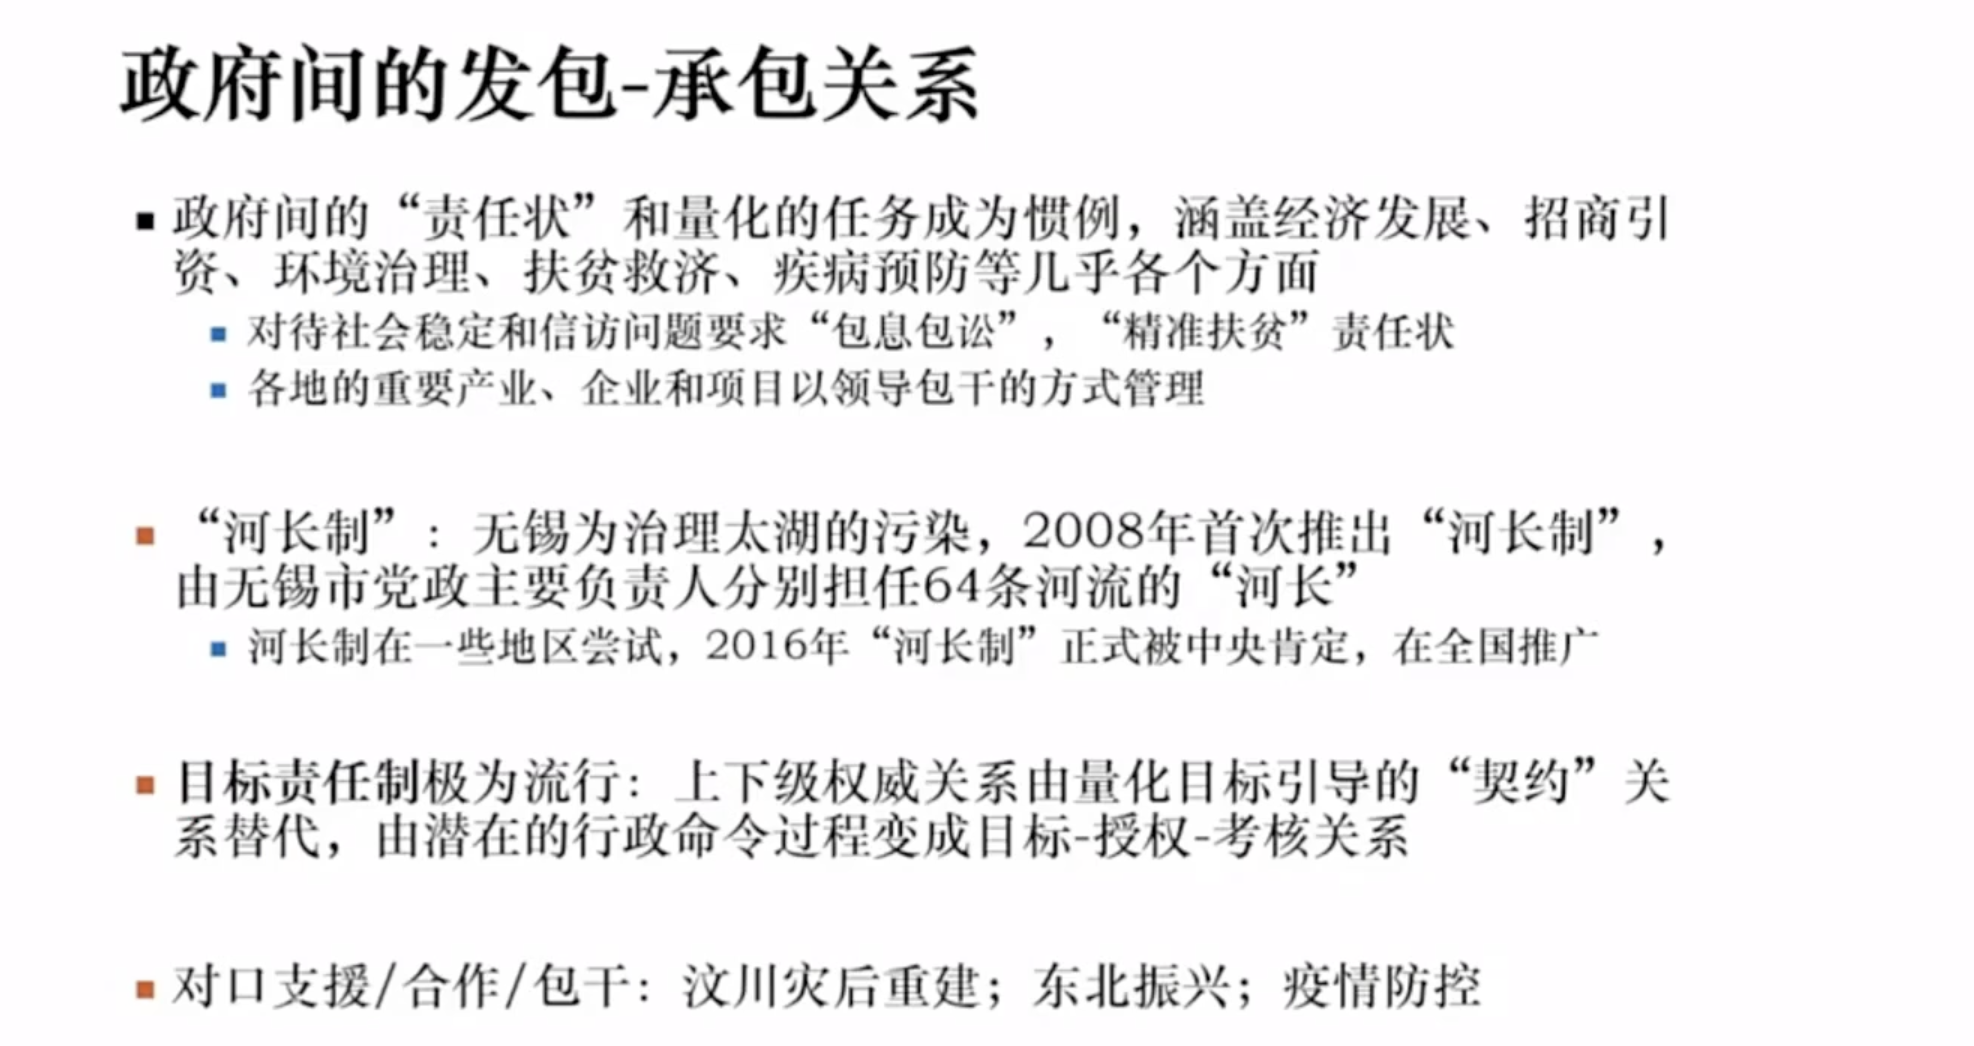 政府间的发包-承包关系
政府间的“责任状”和量化的任务成为惯例，涵盖经济发展、招商引
资、环境治理、扶贫救济、疾病预防等几乎各个方面
对待社会稳定和信访问题要求“包息包讼”，“精准扶贫”责任状
各地的重要产业、企业和项目以领导包干的方式管理
“河长制”：无锡为治理太湖的污染，2008年首次推出“河长制”，
由无锡市党政主要负责人分别担任64条河流的“河长”
河长制在一些地区尝试，2016年“河长制”正式被中央肯定，在全国推广
目标责任制极为流行：上下级权威关系由量化目标引导的“契约”关
系替代，由潜在的行政命令过程变成目标-授权-考核关系
对口支援/合作/包干：汶川灾后重建；东北振兴；疫情防控